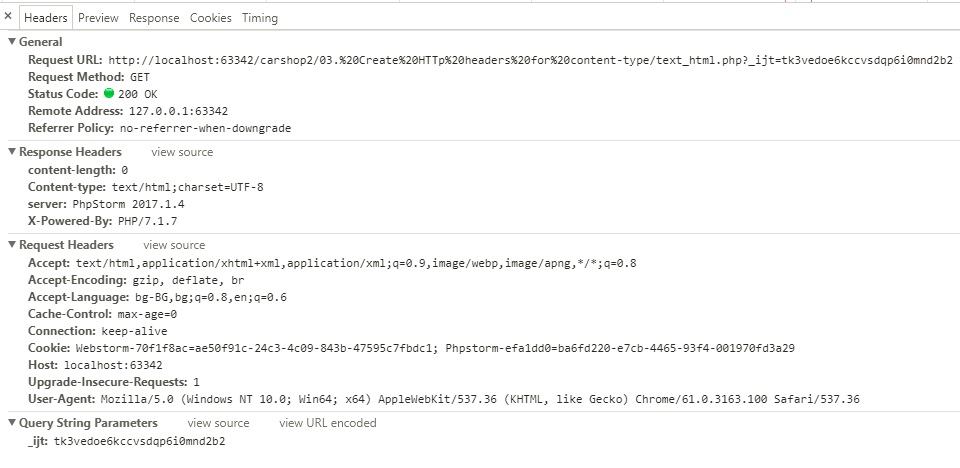 × Headers Preview Response Cookies Timing
▼ General
Request URL: http://localhost:63342/carshop2/03.%20Create%20HTTp%20headers%20for%20content-type/text_html.php?_ijt=tk3vedoe6kccvsdqp6i0mnd2b2
Request Method: GET
Status Code: 200 OK
Remote Address: 127.0.0.1:63342
Referrer Policy: no-referrer-when-downgrade
▼ Response Headers view source
content-length: 0
Content-type: text/html;charset=UTF-8
server: PhpStorm 2017.1.4
X-Powered-By: PHP/7.1.7
▼ Request Headers view source
Accept: text/html,application/xhtml+xml,application/xml;q=0.9,image/webp,image/apng,*/*;q=0.8
Accept-Encoding: gzip, deflate, br
Accept-Language: bg-BG,bg;q=0.8,en;q=0.6
Cache-Control: max-age=0
Connection: keep-alive
Cookie: Webstorm-70f1f8ac=ae50f91c-24c3-4c09-843b-47595c7fbdc1; Phpstorm-efa1dd0=ba6fd220-e7cb-4465-93f4-001970fd3a29
Host: localhost:63342
Upgrade-Insecure-Requests: 1
User-Agent: Mozilla/5.0 (Windows NT 10.0; Win64; x64) AppleWebKit/537.36 (KHTML, like Gecko) Chrome/61.0.3163.100 Safari/537.36
▼ Query String Parameters view source view URL encoded
_ijt: tk3vedoe6kccvsdqp6i0mnd2b2